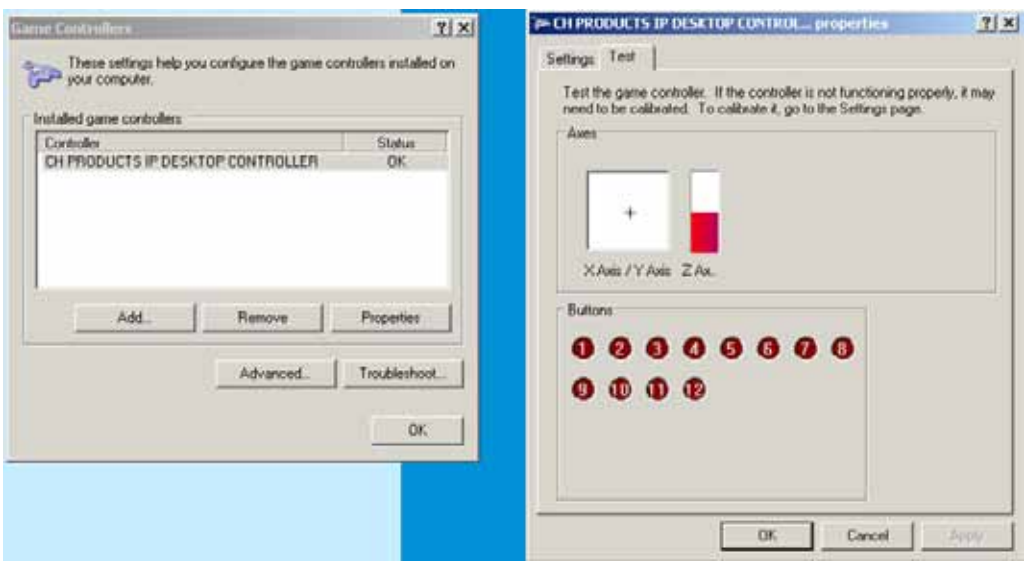 Game Controllers
These settings help you configure the game controllers installed on
your computer.
Installed game controllers
Controller Status
CH PRODUCTS IP DESKTOP CONTROLLER OK
Add... Remove Properties
Advanced... Troubleshoot...
OK
CH PRODUCTS IP DESKTOP CONTROL... properties
Settings Test
Test the game controller. If the controller is not functioning properly, it may
need to be calibrated. To calibrate it, go to the Settings page.
Axes
X Axis / Y Axis Z Ax..
Buttons
1 2 3 4 5 6 7 8
9 10 11 12
OK Cancel Apply